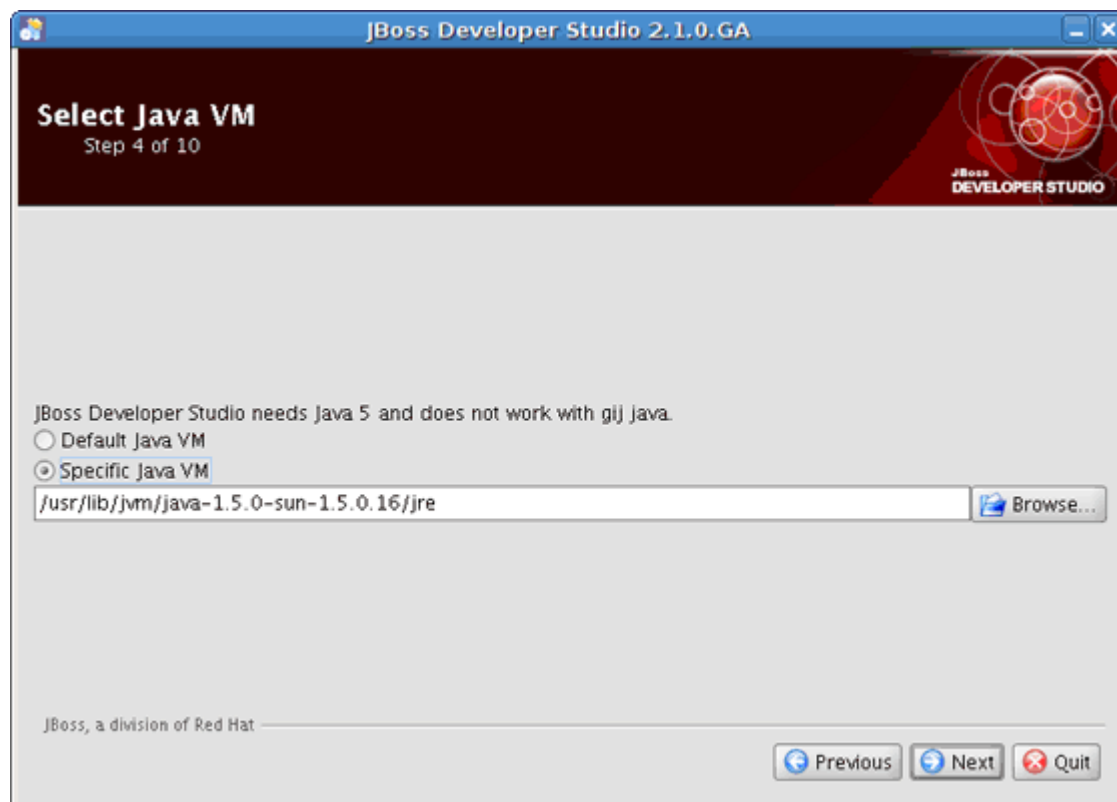 JBoss Developer Studio 2.1.0.GA
Select Java VM
Step 4 of 10
JBoss
DEVELOPER STUDIO
JBoss Developer Studio needs Java 5 and does not work with gij java.
Default Java VM
Specific Java VM
/usr/lib/jvm/java-1.5.0-sun-1.5.0.16/jre
Browse...
JBoss, a division of Red Hat
Previous Next Quit